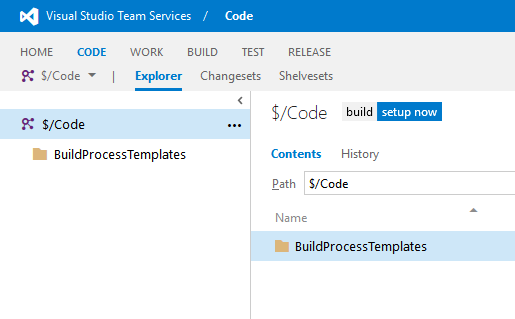 Visual Studio Team Services / Code
HOME CODE WORK BUILD TEST RELEASE
$/Code | Explorer Changesets Shelvesets
$/Code ...
BuildProcessTemplates
$/Code build setup now
Contents History
Path $/Code
Name
BuildProcessTemplates